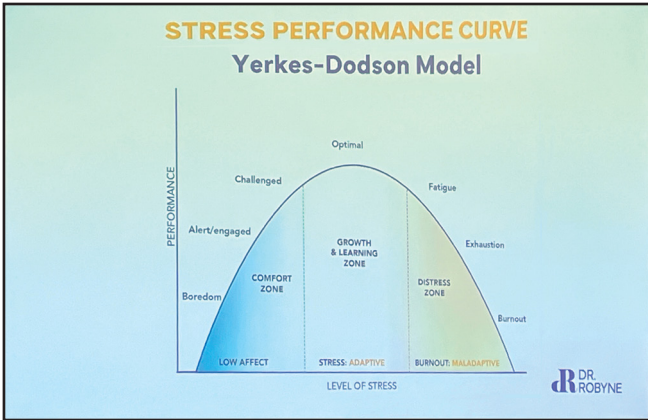 STRESS PERFORMANCE CURVE
Yerkes-Dodson Model
Optimal
Challenged
Fatigue
Alert/engaged
GROWTH
& LEARNING
ZONE
Exhaustion
COMFORT
ZONE
DISTRESS
ZONE
Boredom
Burnout
PERFORMANCE
LOW AFFECT
STRESS: ADAPTIVE
BURNOUT: MALADAPTIVE
LEVEL OF STRESS
dR DR.
ROBYNE